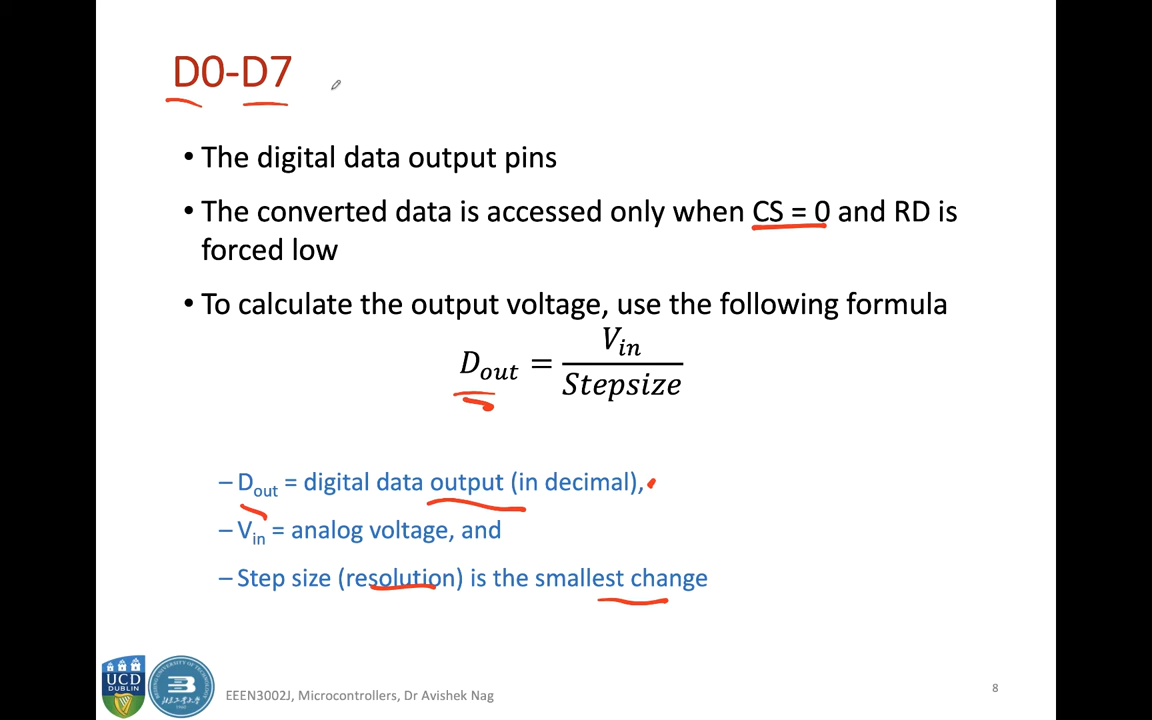 D0-D7
• The digital data output pins
• The converted data is accessed only when CS = 0 and RD is
forced low
• To calculate the output voltage, use the following formula
D_out = V_in / Stepsize
– D_out = digital data output (in decimal),
– V_in = analog voltage, and
– Step size (resolution) is the smallest change
UCD
DUBLIN
EEEN3002J, Microcontrollers, Dr Avishek Nag
8